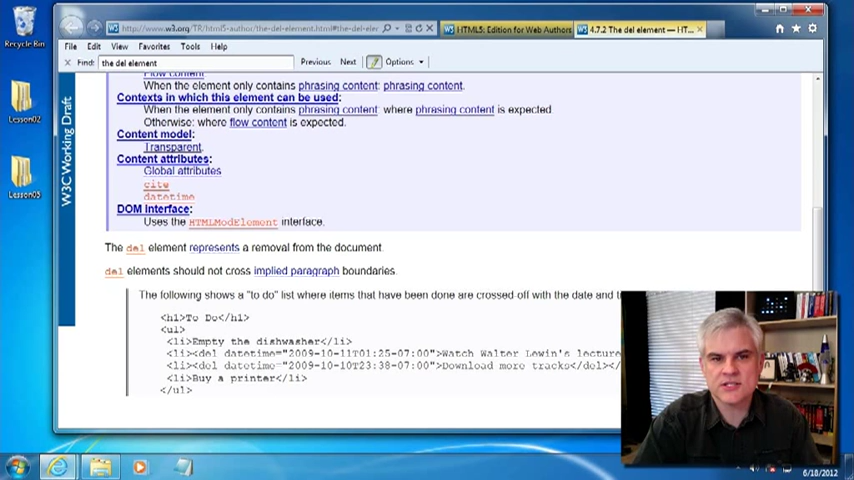 Recycle Bin
Lesson02
Lesson03
http://www.w3.org/TR/html5-author/the-del-element.html#the-del-eler
HTML5: Edition for Web Authors
4.7.2 The del element — HT...
File Edit View Favorites Tools Help
× Find: the del element Previous Next Options
W3C Working Draft
Flow content.
When the element only contains phrasing content: phrasing content.
Contexts in which this element can be used:
When the element only contains phrasing content: where phrasing content is expected.
Otherwise: where flow content is expected.
Content model:
Transparent.
Content attributes:
Global attributes
cite
datetime
DOM interface:
Uses the HTMLModElement interface.
The del element represents a removal from the document.
del elements should not cross implied paragraph boundaries.
The following shows a "to do" list where items that have been done are crossed-off with the date and
<h1>To Do</h1>
<ul>
<li>Empty the dishwasher</li>
<li><del datetime="2009-10-11T01:25-07:00">Watch Walter Lewin's lecture
<li><del datetime="2009-10-10T23:38-07:00">Download more tracks</del></
<li>Buy a printer</li>
</ul>
6/18/2012